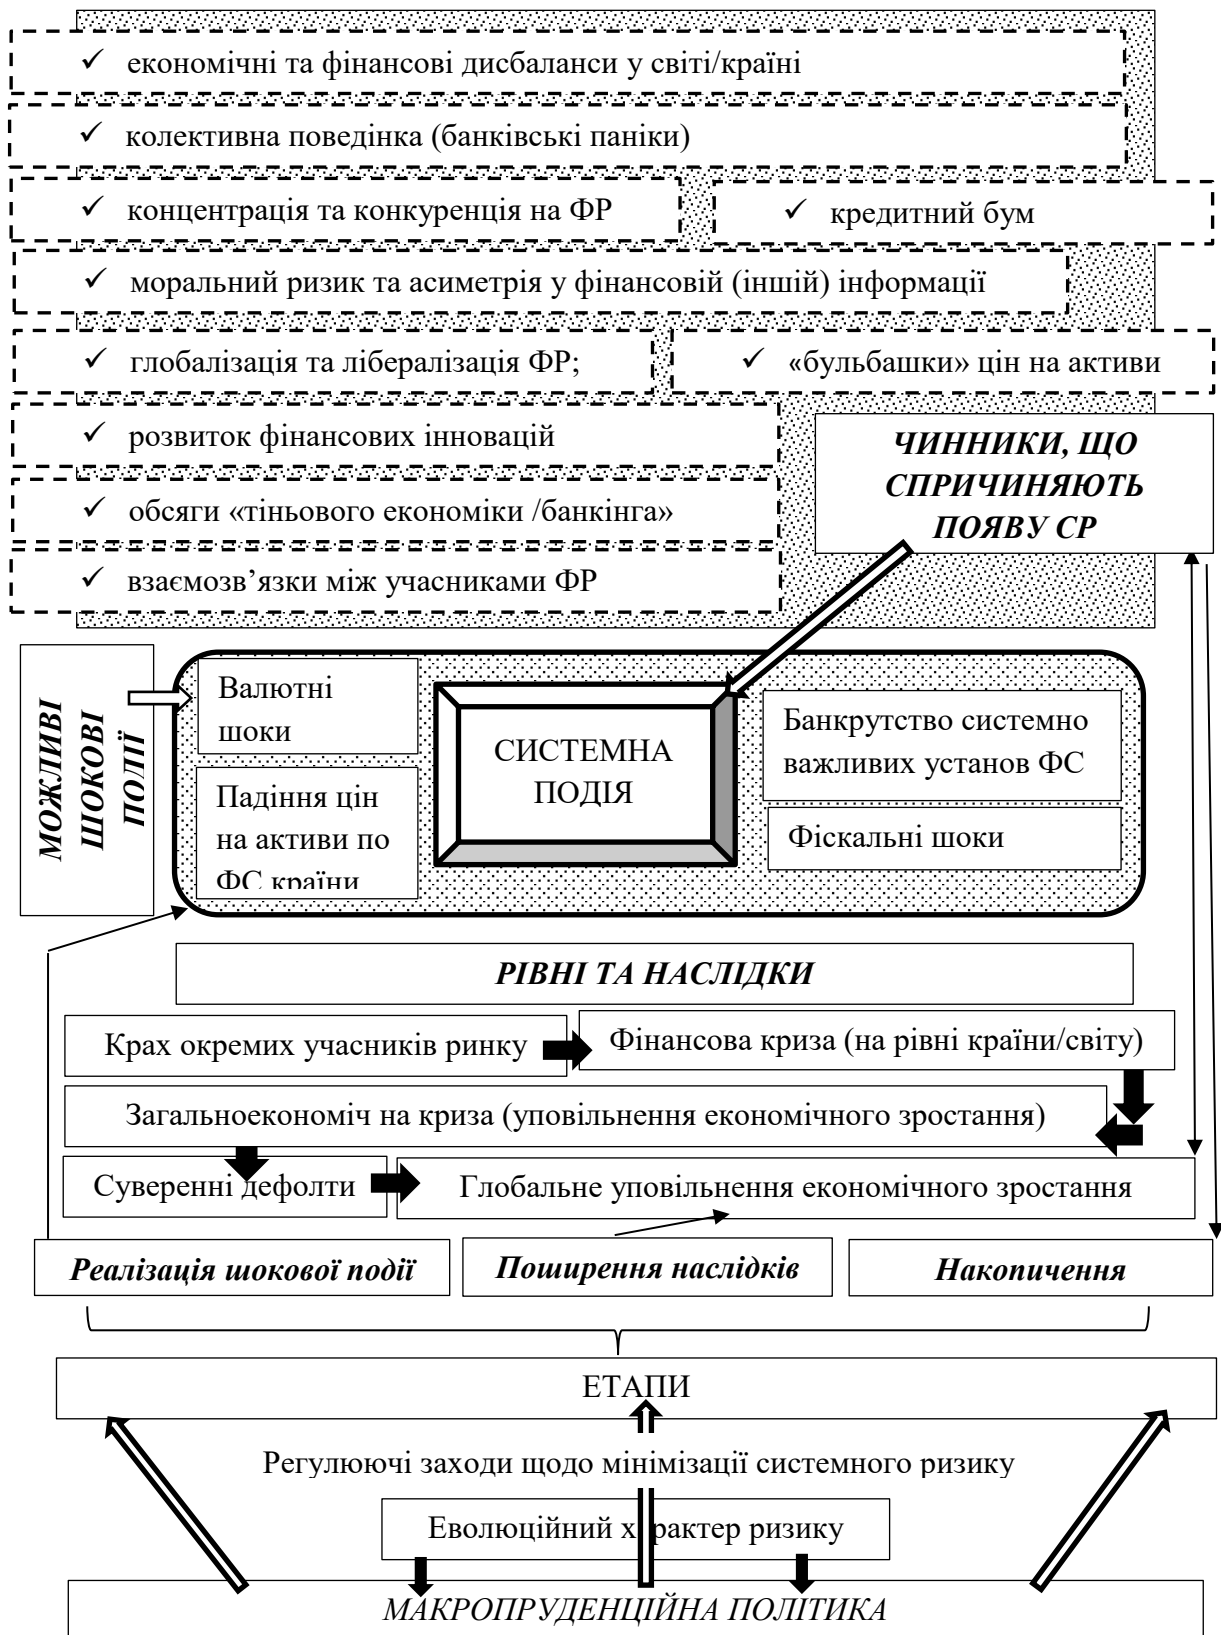 ✓ економічні та фінансові дисбаланси у світі/країні
✓ колективна поведінка (банківські паніки)
✓ концентрація та конкуренція на ФР
✓ кредитний бум
✓ моральний ризик та асиметрія у фінансовій (іншій) інформації
✓ глобалізація та лібералізація ФР;
✓ «бульбашки» цін на активи
✓ розвиток фінансових інновацій
✓ обсяги «тіньового економіки /банкінга»
✓ взаємозв’язки між учасниками ФР
ЧИННИКИ, ЩО
СПРИЧИНЯЮТЬ
ПОЯВУ СР
МОЖЛИВІ
ШОКОВІ
ПОДІЇ
Валютні
шоки
Падіння цін
на активи по
ФС країни
СИСТЕМНА
ПОДІЯ
Банкрутство системно
важливих установ ФС
Фіскальні шоки
РІВНІ ТА НАСЛІДКИ
Крах окремих учасників ринку
Фінансова криза (на рівні країни/світу)
Загальноекономіч на криза (уповільнення економічного зростання)
Суверенні дефолти
Глобальне уповільнення економічного зростання
Реалізація шокової події
Поширення наслідків
Накопичення
ЕТАПИ
Регулюючі заходи щодо мінімізації системного ризику
Еволюційний характер ризику
МАКРОПРУДЕНЦІЙНА ПОЛІТИКА